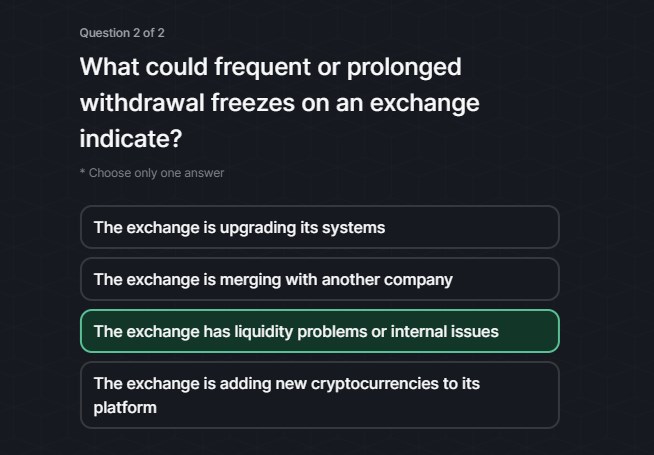 Question 2 of 2
What could frequent or prolonged
withdrawal freezes on an exchange
indicate?
* Choose only one answer
The exchange is upgrading its systems
The exchange is merging with another company
The exchange has liquidity problems or internal issues
The exchange is adding new cryptocurrencies to its
platform